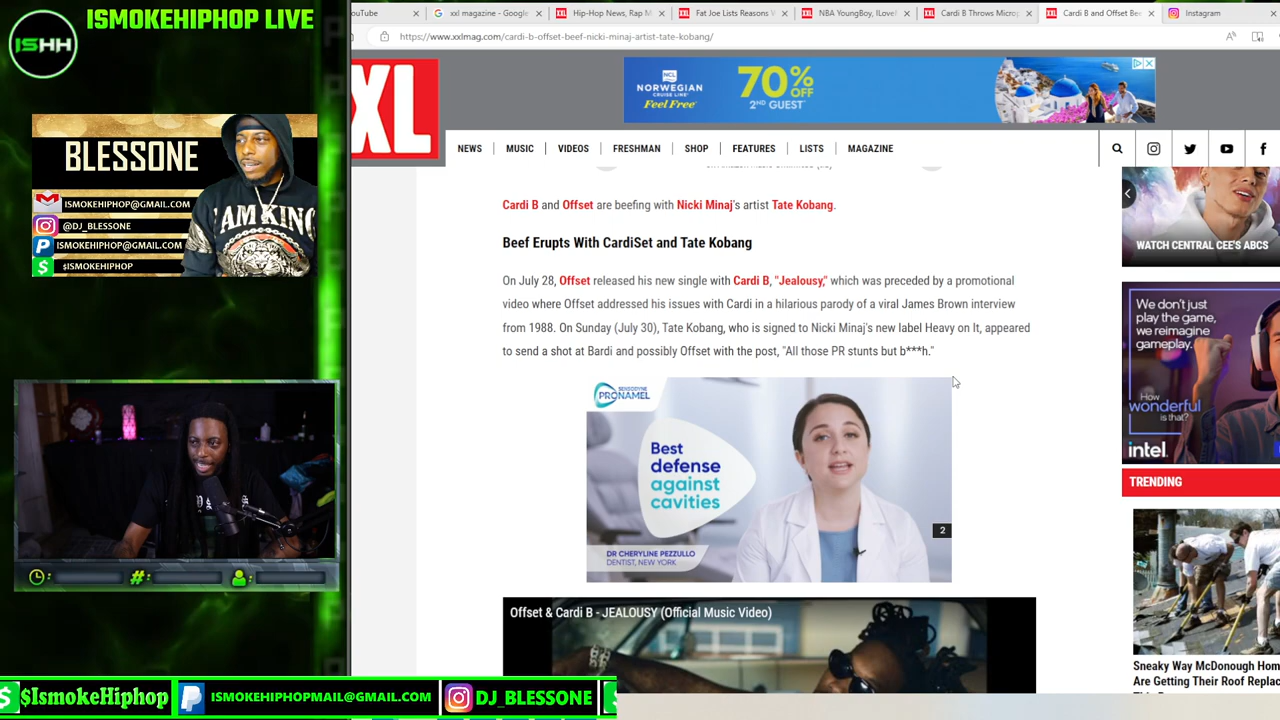 ISMOKEHIPHOP LIVE
ISHH
BLESSONE
ISMOKEHIPHOP@GMAIL.COM
@DJ_BLESSONE
ISMOKEHIPHOP@GMAIL.COM
$ISMOKEHIPHOP
I AM KING
#:
ouTube
xxl magazine - Google
Hip-Hop News, Rap M
Fat Joe Lists Reasons
NBA YoungBoy, ILoveM
Cardi B Throws Microp
Cardi B and Offset Bee
Instagram
https://www.xxlmag.com/cardi-b-offset-beef-nicki-minaj-artist-tate-kobang/
XXL
NCL
NORWEGIAN
CRUISE LINE
Feel Free
70% OFF
2ND GUEST
NEWS
MUSIC
VIDEOS
FRESHMAN
SHOP
FEATURES
LISTS
MAGAZINE
Cardi B and Offset are beefing with Nicki Minaj's artist Tate Kobang.
Beef Erupts With CardiSet and Tate Kobang
On July 28, Offset released his new single with Cardi B, "Jealousy," which was preceded by a promotional
video where Offset addressed his issues with Cardi in a hilarious parody of a viral James Brown interview
from 1988. On Sunday (July 30), Tate Kobang, who is signed to Nicki Minaj's new label Heavy on It, appeared
to send a shot at Bardi and possibly Offset with the post, "All those PR stunts but b***h."
SENSODYNE
PRONAMEL
Best
defense
against
cavities
DR CHERYLINE PEZZULLO
DENTIST, NEW YORK
2
Offset & Cardi B - JEALOUSY (Official Music Video)
WATCH CENTRAL CEE'S ABCS
We don't just
play the game,
we reimagine
gameplay.
How
wonderful
is that?
intel.
TRENDING
Sneaky Way McDonough Hom
Are Getting Their Roof Replac
$IsmokeHiphop
ISMOKEHIPHOPMAIL@GMAIL.COM
DJ_BLESSONE